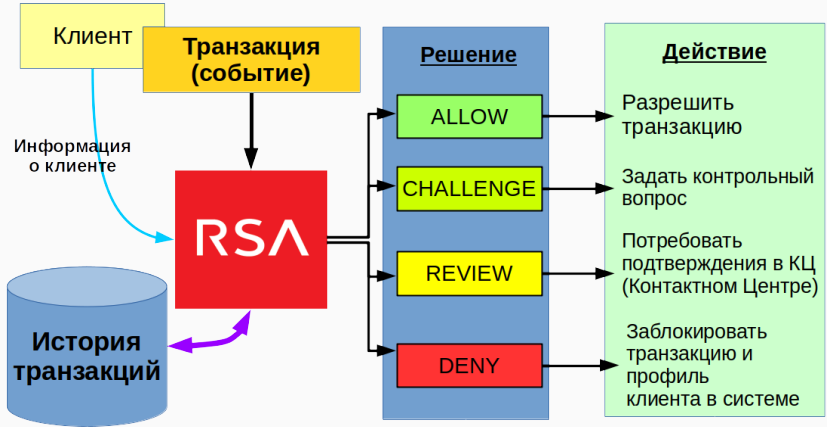 Клиент
Транзакция
(событие)
Информация
о клиенте
RSA
История
транзакций
Решение
ALLOW
CHALLENGE
REVIEW
DENY
Действие
Разрешить
транзакцию
Задать контрольный
вопрос
Потребовать
подтверждения в КЦ
(Контактном Центре)
Заблокировать
транзакцию и
профиль
клиента в системе